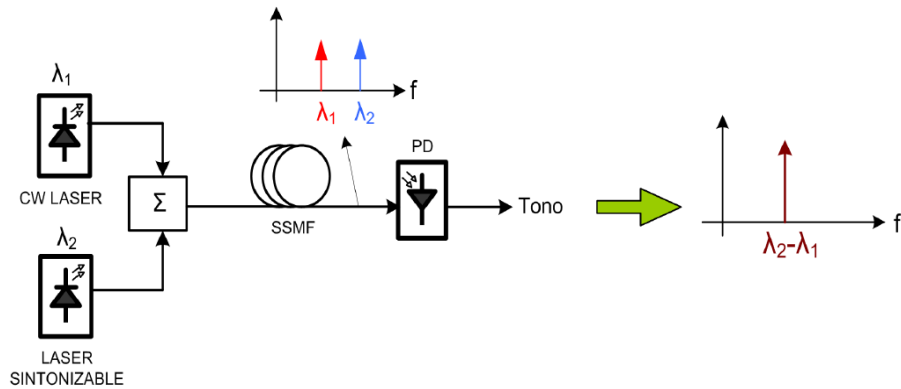 λ1
CW LASER
λ2
LASER
SINTONIZABLE
Σ
SSMF
f
λ1
λ2
PD
Tono
f
λ2-λ1